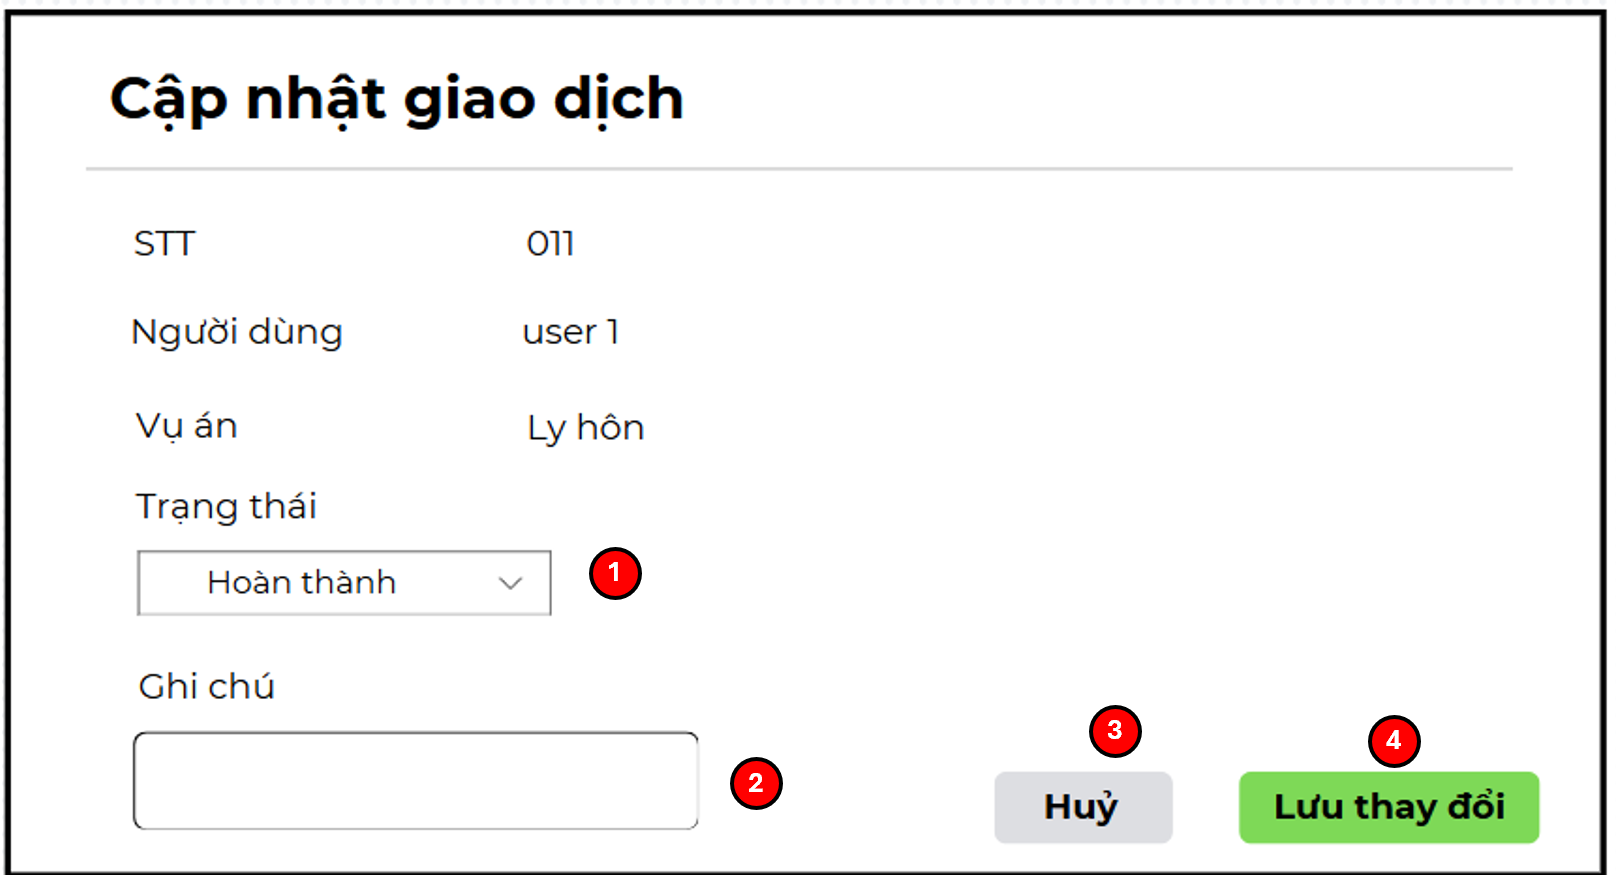 Cập nhật giao dịch
STT 011
Người dùng user 1
Vụ án Ly hôn
Trạng thái
Hoàn thành 1
Ghi chú
2
3
4
Huỷ Lưu thay đổi